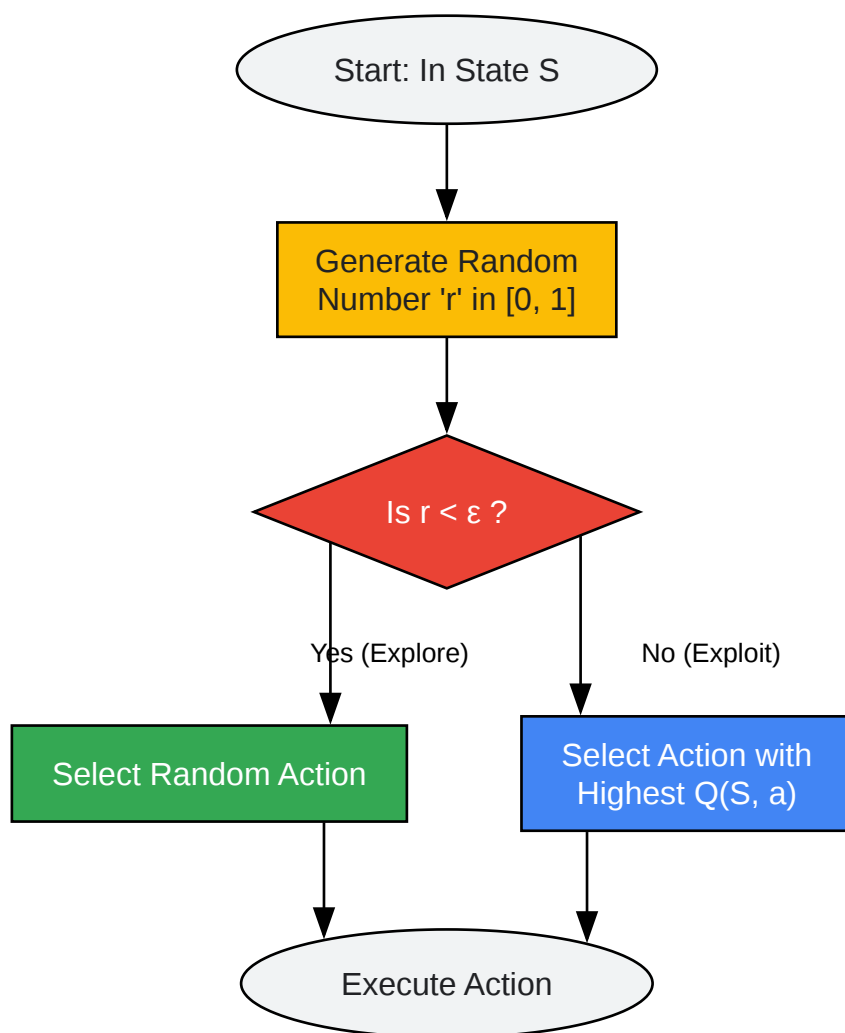 Start: In State S
Generate Random
Number 'r' in [0, 1]
Is r < ε ?
Yes (Explore)
No (Exploit)
Select Random Action
Select Action with
Highest Q(S, a)
Execute Action